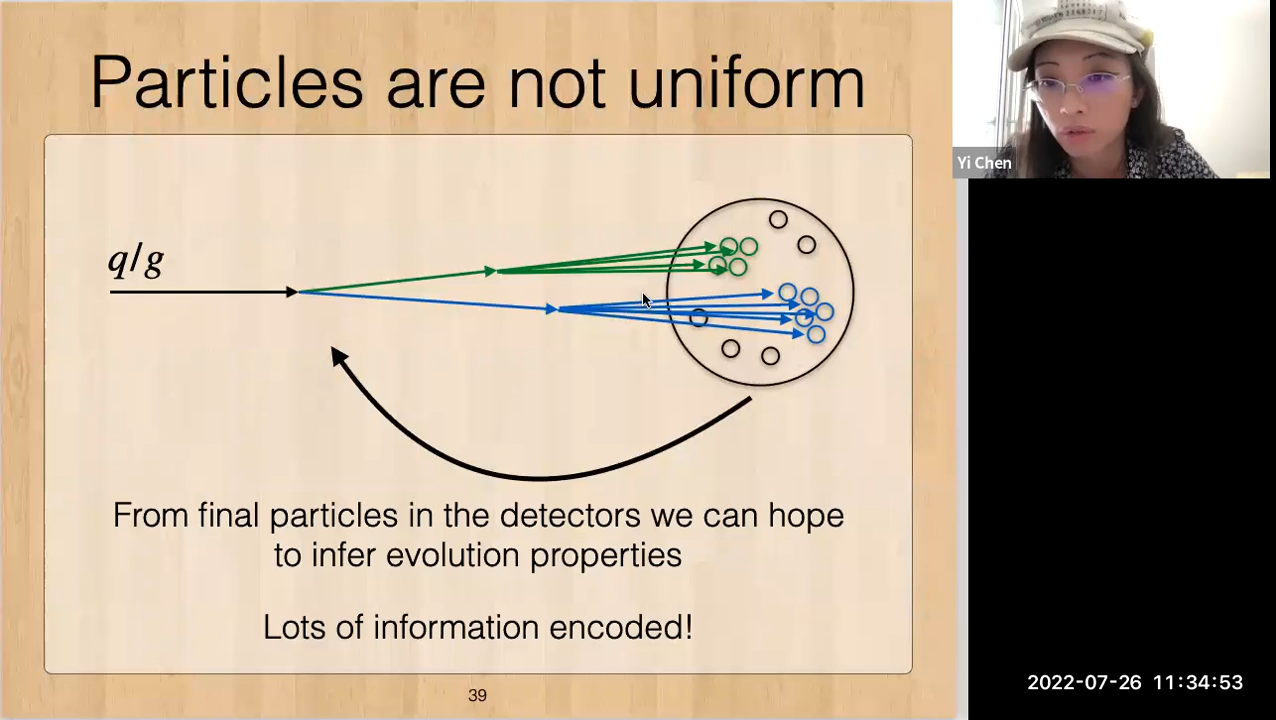 Particles are not uniform
Yi Chen
q/g
From final particles in the detectors we can hope
to infer evolution properties
Lots of information encoded!
39
2022-07-26 11:34:53